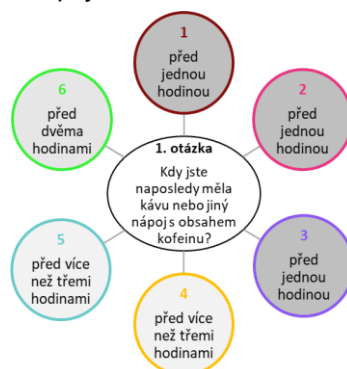 1
před
jednou
hodinou
2
před
jednou
hodinou
3
před
jednou
hodinou
4
před více
než třemi
hodinami
5
před více
než třemi
hodinami
6
před
dvěma
hodinami
1. otázka
Kdy jste
naposledy měla
kávu nebo jiný
nápoj s obsahem
kofeinu?